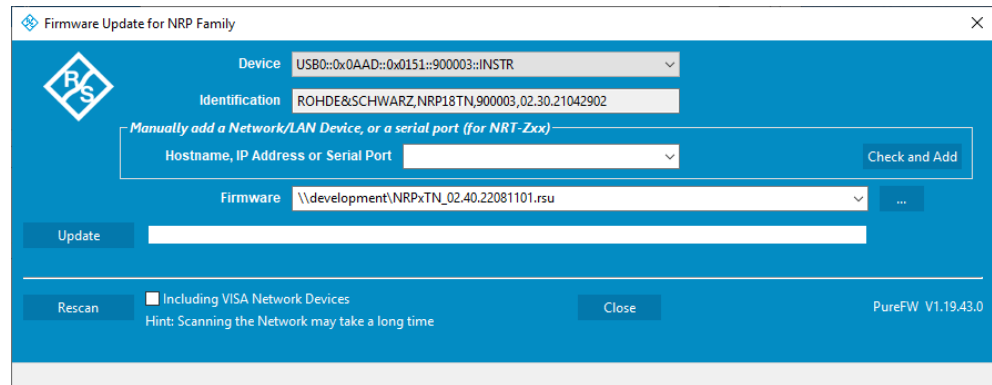 Firmware Update for NRP Family
R&S
Device USB0::0x0AAD::0x0151::900003::INSTR
Identification ROHDE&SCHWARZ,NRP18TN,900003,02.30.21042902
Manually add a Network/LAN Device, or a serial port (for NRT-Zxx)
Hostname, IP Address or Serial Port Check and Add
Firmware \\development\NRPxTN_02.40.22081101.rsu ...
Update
Rescan Including VISA Network Devices Close PureFW V1.19.43.0
Hint: Scanning the Network may take a long time